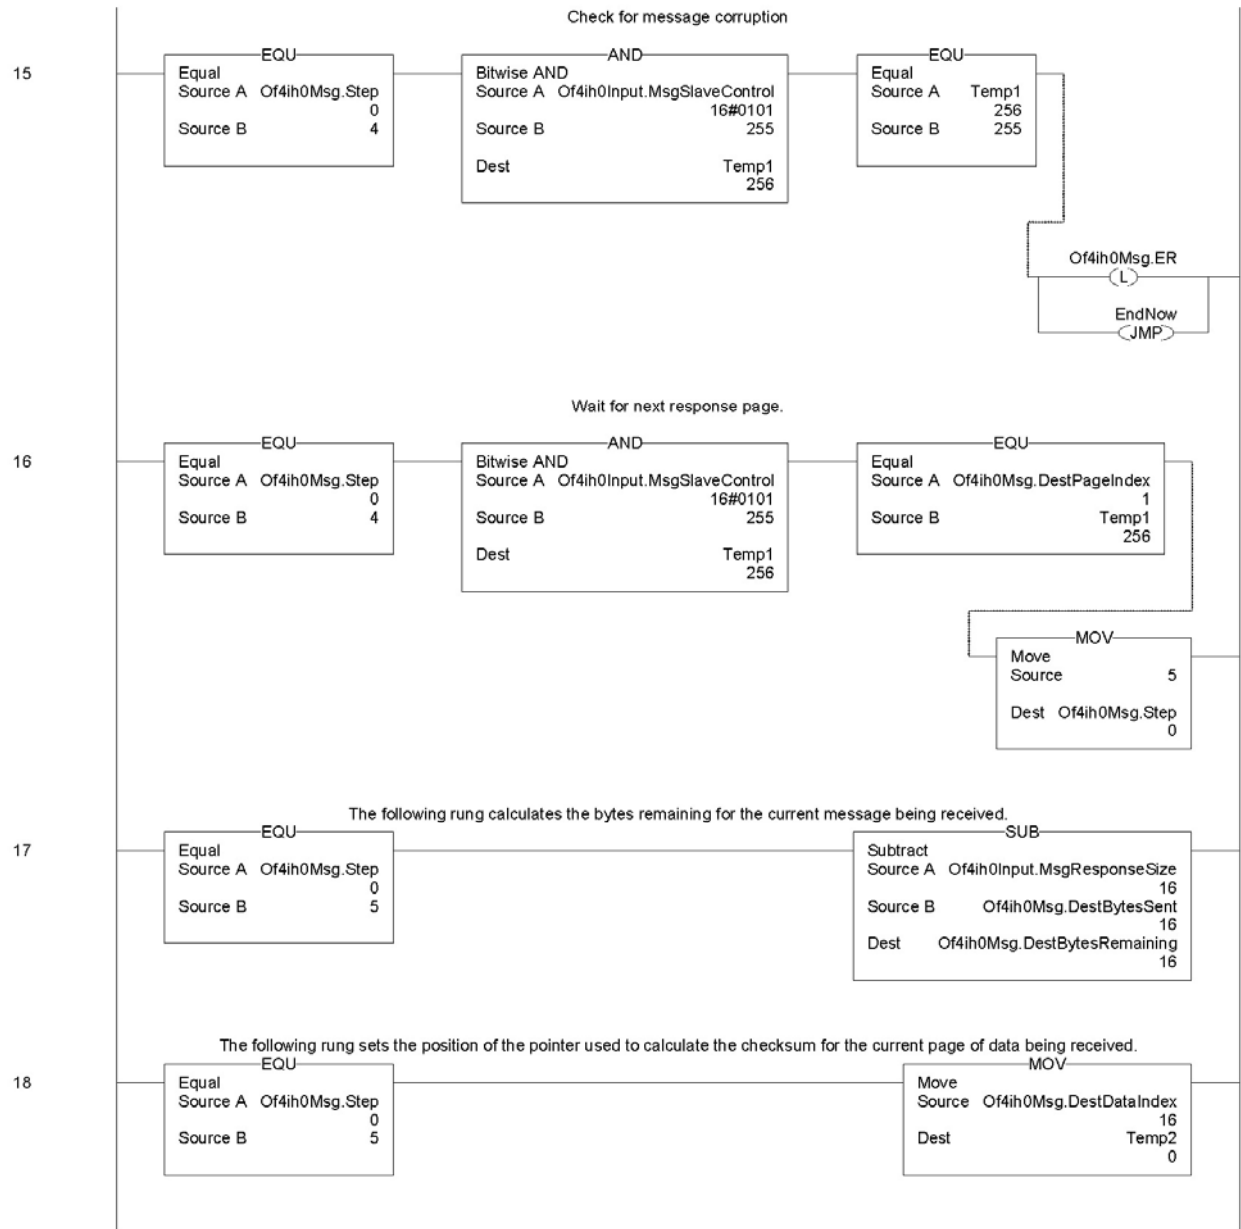 Check for message corruption
15
EQU
Equal
Source A Of4ih0Msg.Step
0
Source B 4
AND
Bitwise AND
Source A Of4ih0Input.MsgSlaveControl
16#0101
Source B 255
Dest Temp1
256
EQU
Equal
Source A Temp1
256
Source B 255
Of4ih0Msg.ER
L
EndNow
JMP
Wait for next response page.
16
EQU
Equal
Source A Of4ih0Msg.Step
0
Source B 4
AND
Bitwise AND
Source A Of4ih0Input.MsgSlaveControl
16#0101
Source B 255
Dest Temp1
256
EQU
Equal
Source A Of4ih0Msg.DestPageIndex
1
Source B Temp1
256
MOV
Move
Source 5
Dest Of4ih0Msg.Step
0
The following rung calculates the bytes remaining for the current message being received.
17
EQU
Equal
Source A Of4ih0Msg.Step
0
Source B 5
SUB
Subtract
Source A Of4ih0Input.MsgResponseSize
16
Source B Of4ih0Msg.DestBytesSent
16
Dest Of4ih0Msg.DestBytesRemaining
16
The following rung sets the position of the pointer used to calculate the checksum for the current page of data being received.
18
EQU
Equal
Source A Of4ih0Msg.Step
0
Source B 5
MOV
Move
Source Of4ih0Msg.DestDataIndex
16
Dest Temp2
0